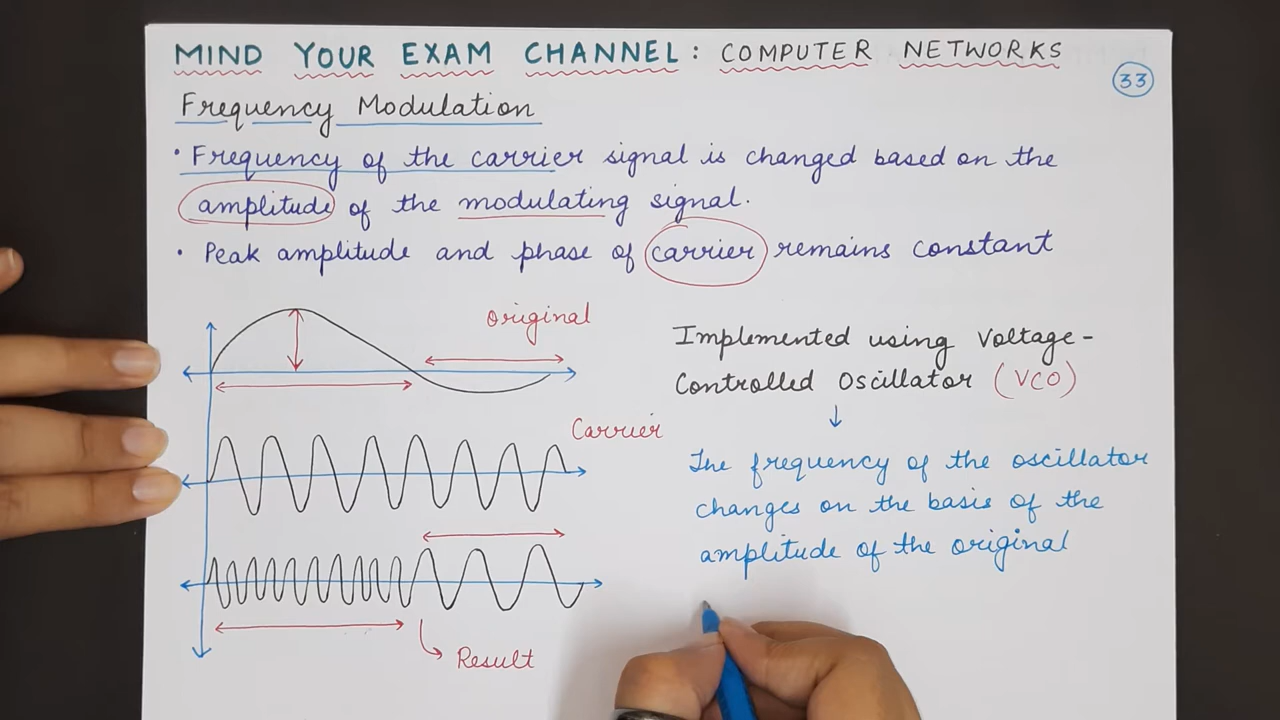 MIND YOUR EXAM CHANNEL: COMPUTER NETWORKS
33
Frequency Modulation
• Frequency of the carrier signal is changed based on the
amplitude of the modulating signal.
• Peak amplitude and phase of carrier remains constant
original
Carrier
Result
Implemented using Voltage-
Controlled Oscillator (VCO)
The frequency of the oscillator
changes on the basis of the
amplitude of the original